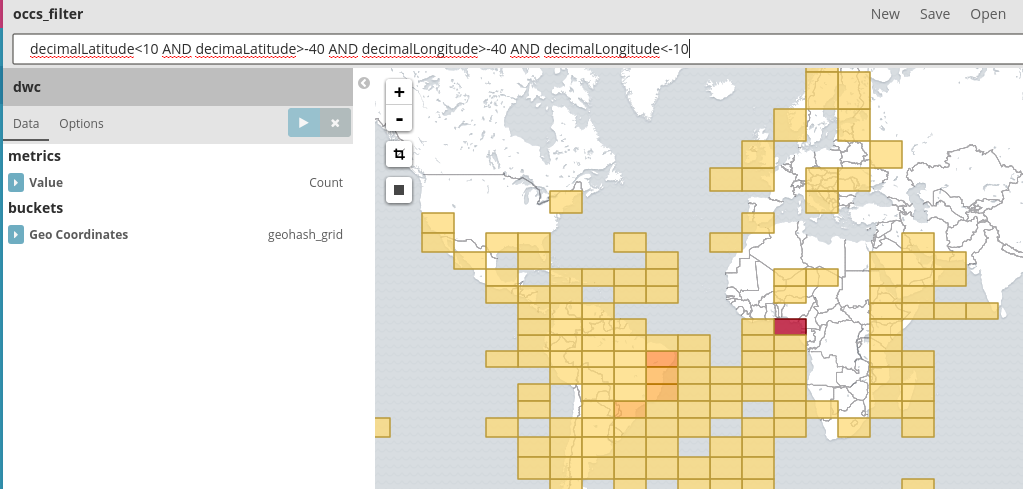 occs_filter New Save Open
decimalLatitude<10 AND decimaLatitude>-40 AND decimalLongitude>-40 AND decimalLongitude<-10
dwc
Data Options
metrics
Value Count
buckets
Geo Coordinates geohash_grid
+
-